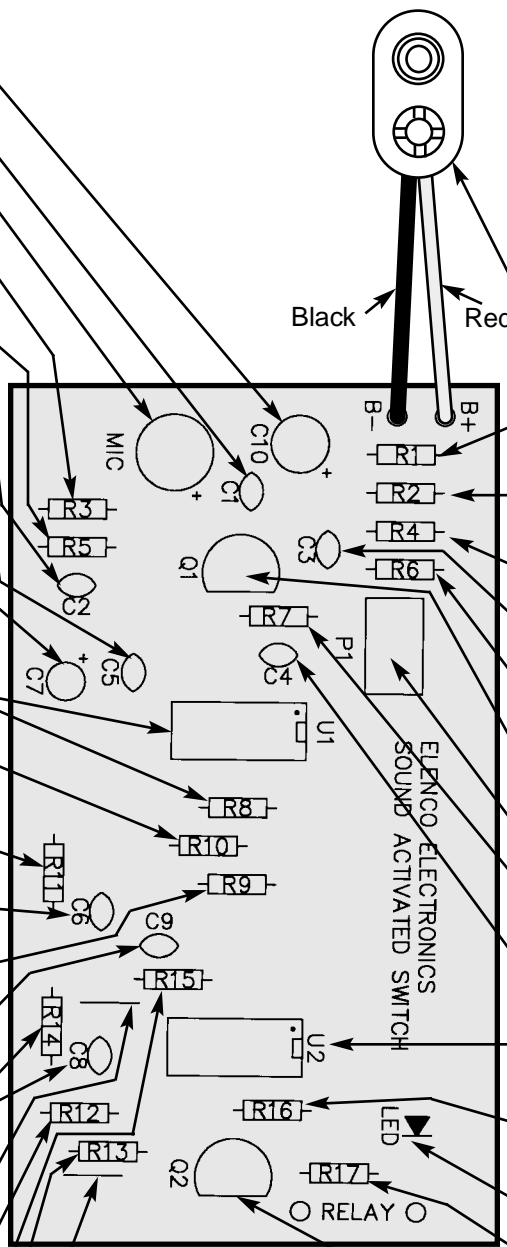 Black
Red
B-
B+
MIC
+
C10
+
R1
C1
R2
R3
R4
R5
Q1
C3
R6
C2
R7
P1
C7
+
C5
C4
U1
ELENCO ELECTRONICS
SOUND ACTIVATED SWITCH
R8
R10
R11
R9
C6
C9
R15
R14
C8
U2
R12
R16
LED
R13
Q2
R17
RELAY